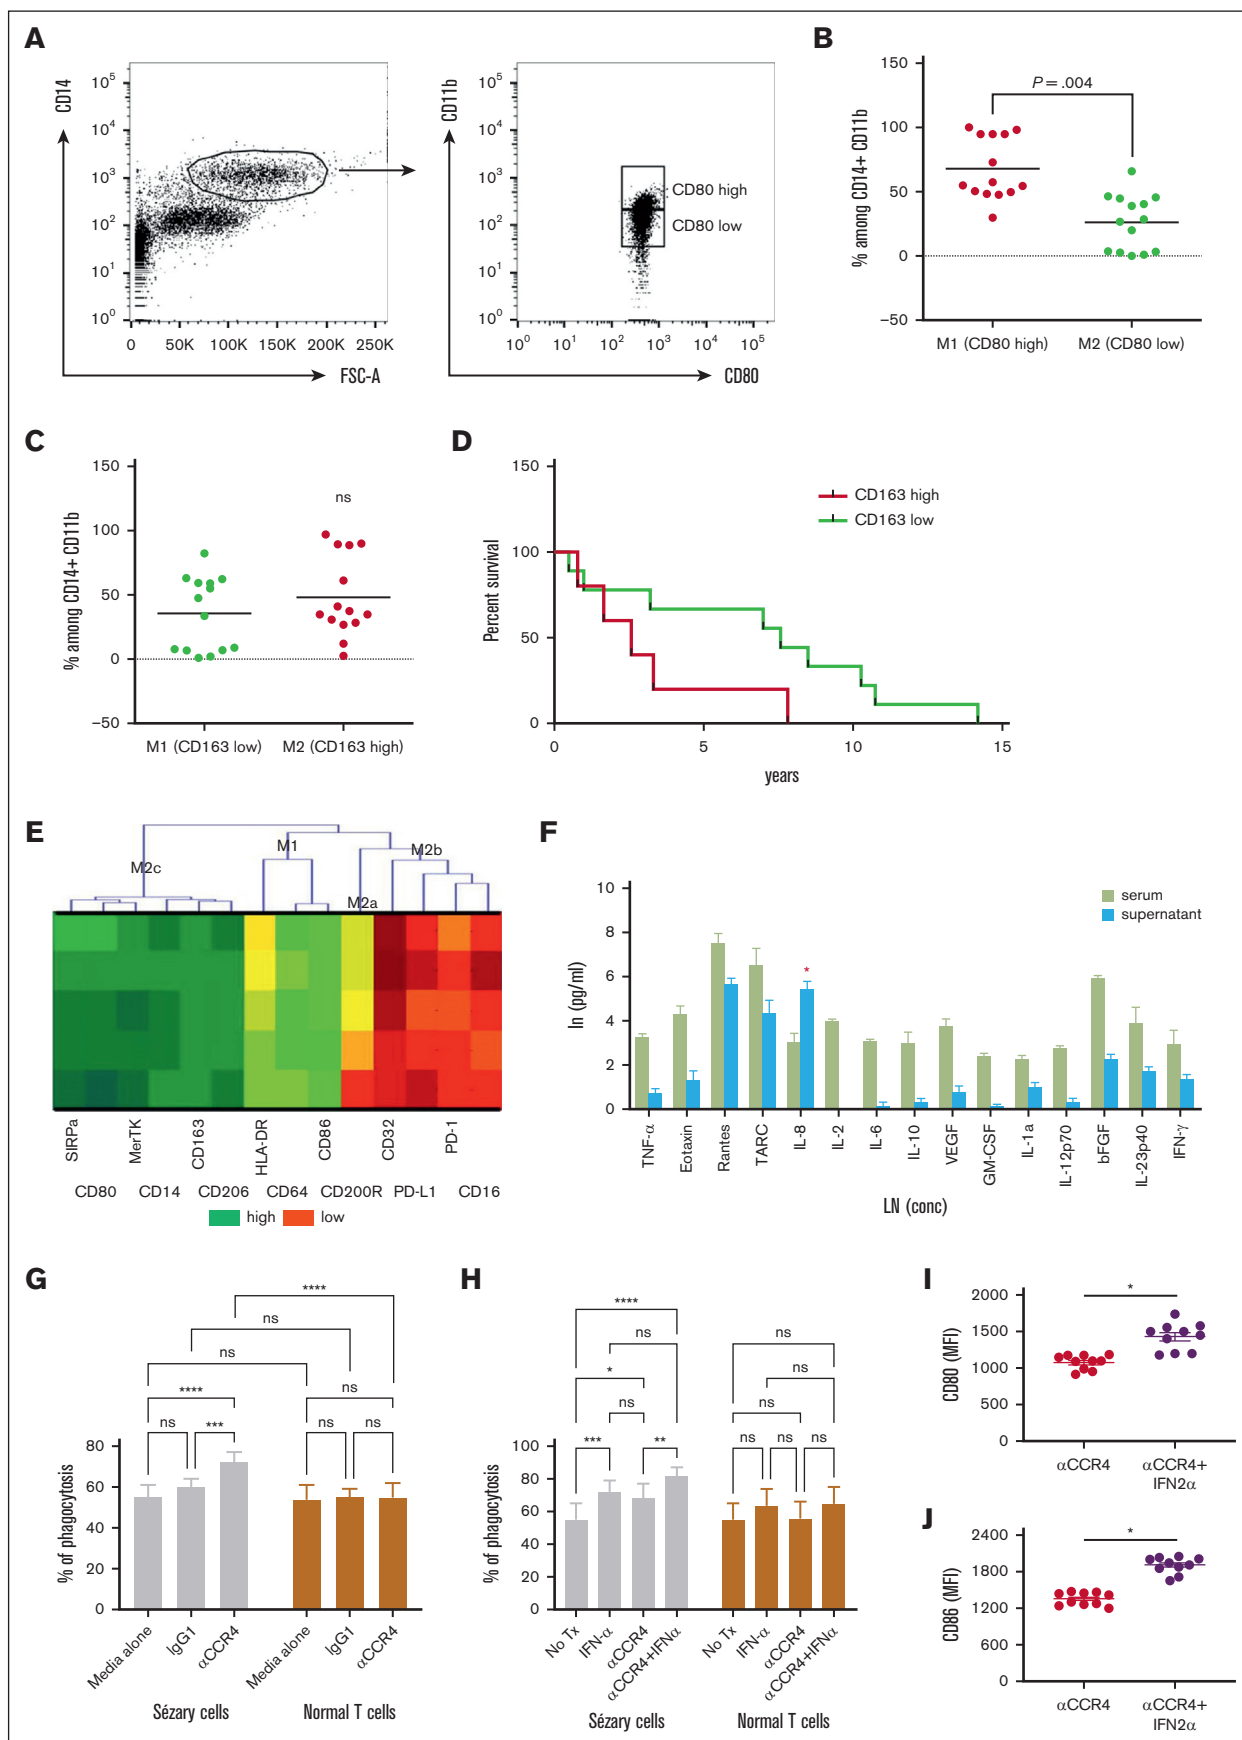 A
CD14
10⁵
10⁴
10³
10²
10¹
10⁰
0 50K 100K 150K 200K 250K
FSC-A
CD11b
10⁵
10⁴
10³
10²
10¹
10⁰
CD80 high
CD80 low
10⁰ 10¹ 10² 10³ 10⁴ 10⁵
CD80
B
% among CD14+ CD11b
150
100
50
0
–50
P = .004
M1 (CD80 high) M2 (CD80 low)
C
% among CD14+ CD11b
150
100
50
0
–50
ns
M1 (CD163 low) M2 (CD163 high)
D
Percent survival
150
100
50
0
CD163 high
CD163 low
0 5 10 15
years
E
M2c
M1
M2a
M2b
SIRPa MerTK CD163 HLA-DR CD86 CD32 PD-1
CD80 CD14 CD206 CD64 CD200R PD-L1 CD16
high low
F
ln (pg/ml)
10
8
6
4
2
0
serum
supernatant
*
TNF-α Eotaxin Rantes TARC IL-8 IL-2 IL-6 IL-10 VEGF GM-CSF IL-1a IL-12p70 bFGF IL-23p40 IFN-γ
LN (conc)
G
% of phagocytosis
80
60
40
20
0
****
ns
ns
**** ns
ns *** ns ns
Media alone IgG1 αCCR4 Media alone IgG1 αCCR4
Sézary cells Normal T cells
H
% of phagocytosis
100
80
60
40
20
0
****
ns ns
* ns
ns ns
*** ** ns ns ns
No Tx IFN-α αCCR4 αCCR4+IFNα No Tx IFN-α αCCR4 αCCR4+IFNα
Sézary cells Normal T cells
I
CD80 (MFI)
2000
1500
1000
500
0
*
αCCR4 αCCR4+
IFN2α
J
CD86 (MFI)
2400
1800
1200
600
0
*
αCCR4 αCCR4+
IFN2α